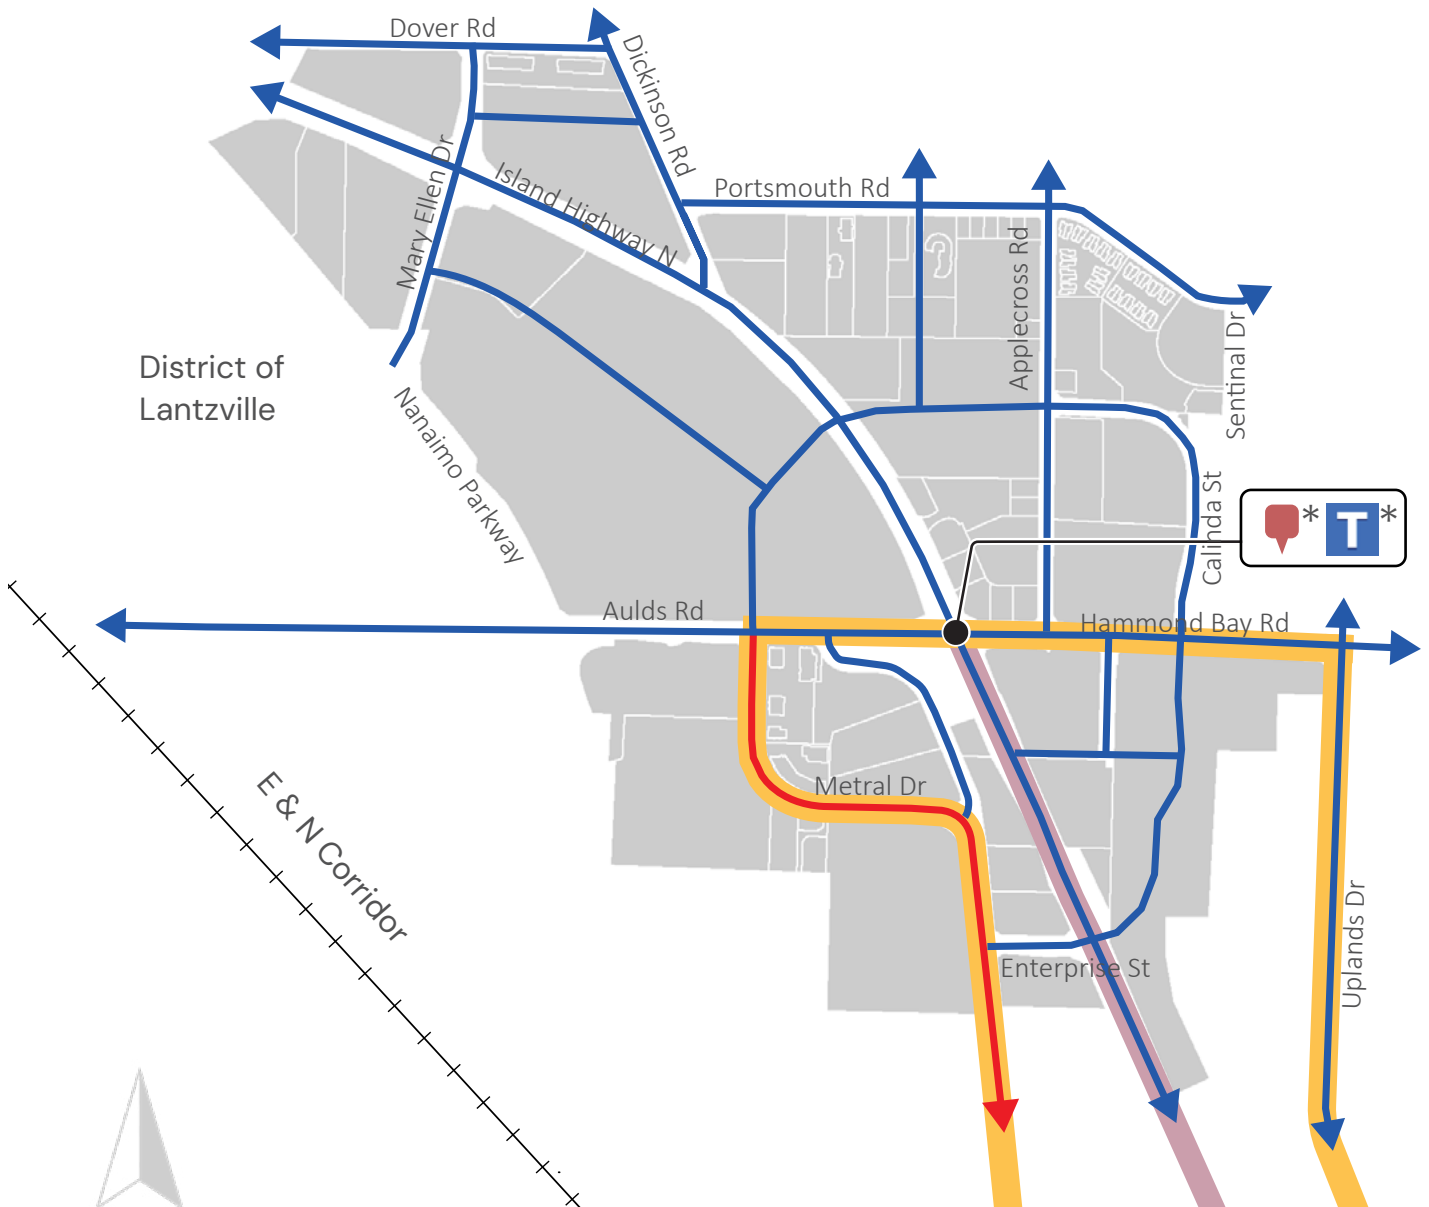 Dover Rd
Dickinson Rd
Portsmouth Rd
Mary Ellen Dr
Island Highway N
Applecross Rd
Sentinal Dr
District of
Lantzville
Nanaimo Parkway
Calinda St
* T *
Aulds Rd
Hammond Bay Rd
Metral Dr
E & N Corridor
Uplands Dr
Enterprise St